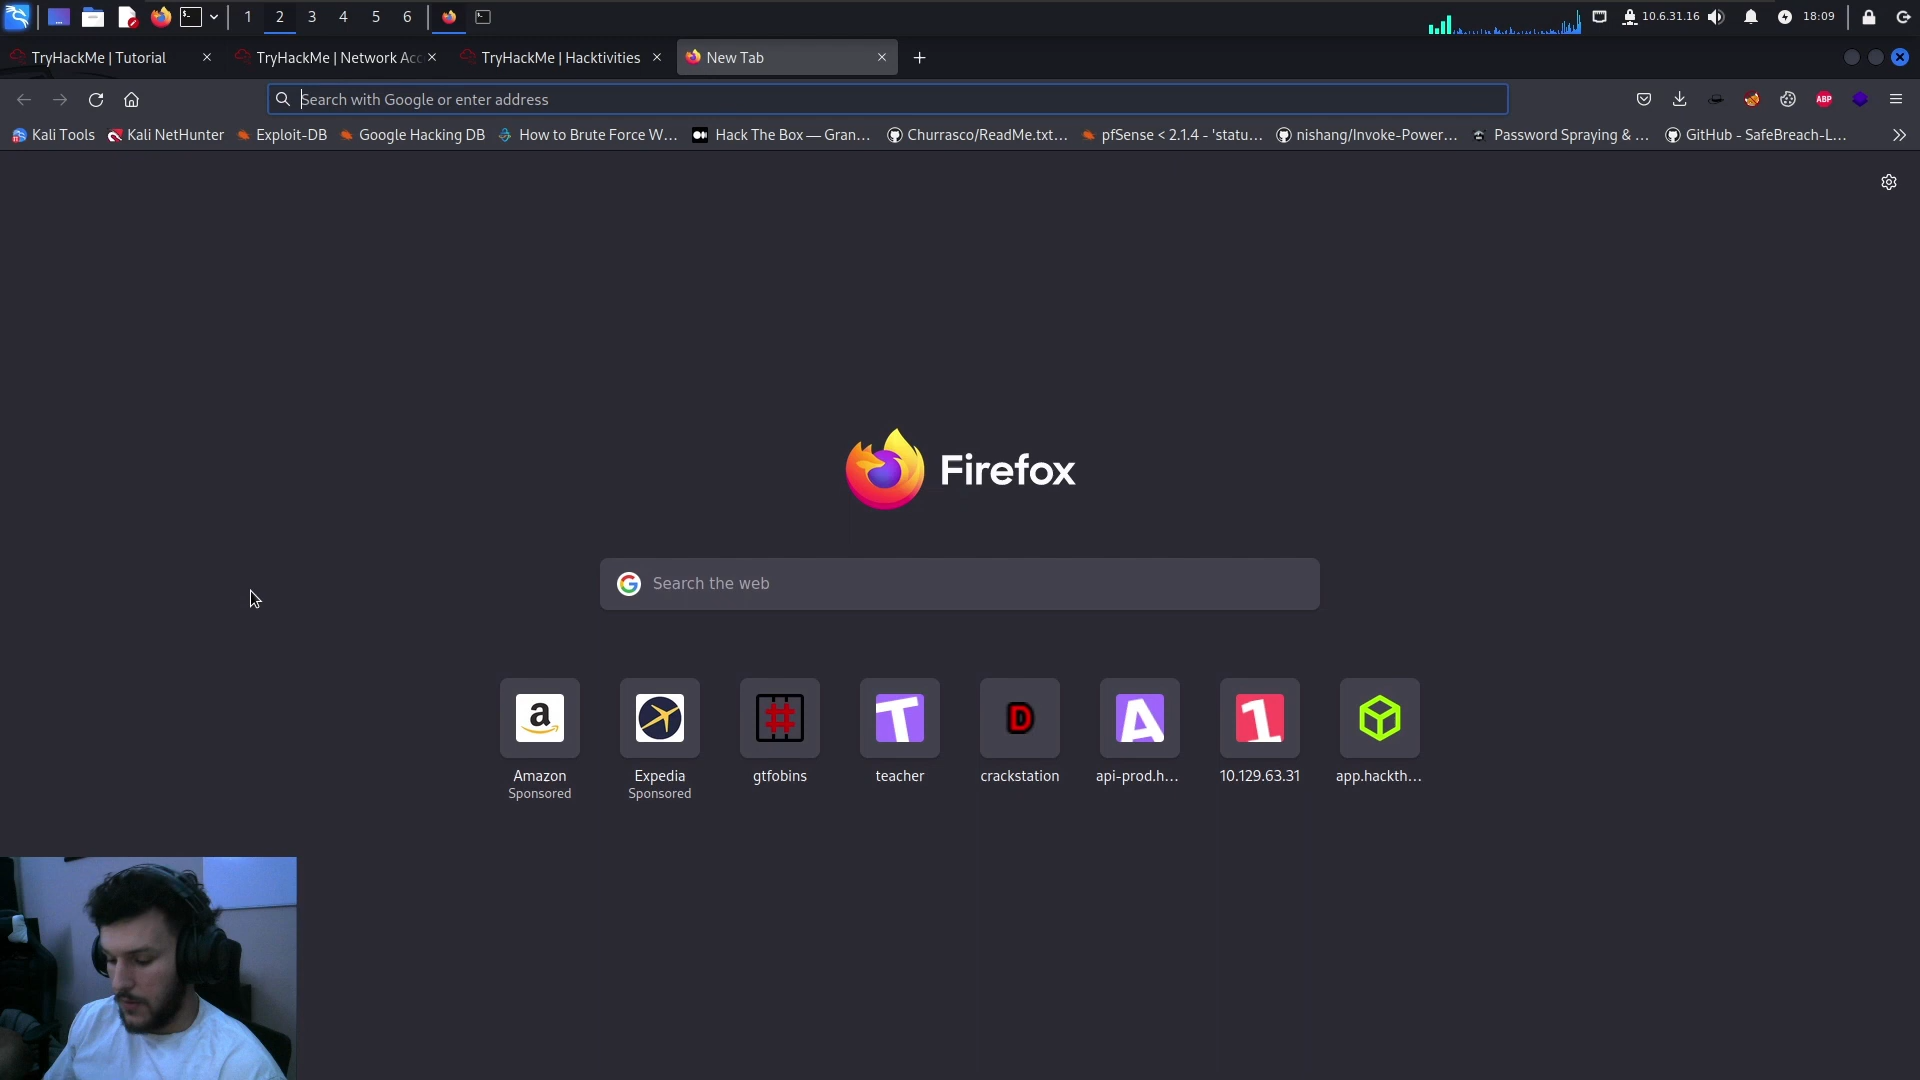 1 2 3 4 5 6 10.6.31.16 18:09
TryHackMe | Tutorial TryHackMe | Network Acc TryHackMe | Hacktivities New Tab
Search with Google or enter address ABP
Kali Tools Kali NetHunter Exploit-DB Google Hacking DB How to Brute Force W... Hack The Box — Gran... Churrasco/ReadMe.txt... pfSense < 2.1.4 - 'statu... nishang/Invoke-Power... Password Spraying & ... GitHub - SafeBreach-L...
Firefox
Search the web
a # T D A 1
Amazon Expedia gtfobins teacher crackstation api-prod.h... 10.129.63.31 app.hackth...
Sponsored Sponsored